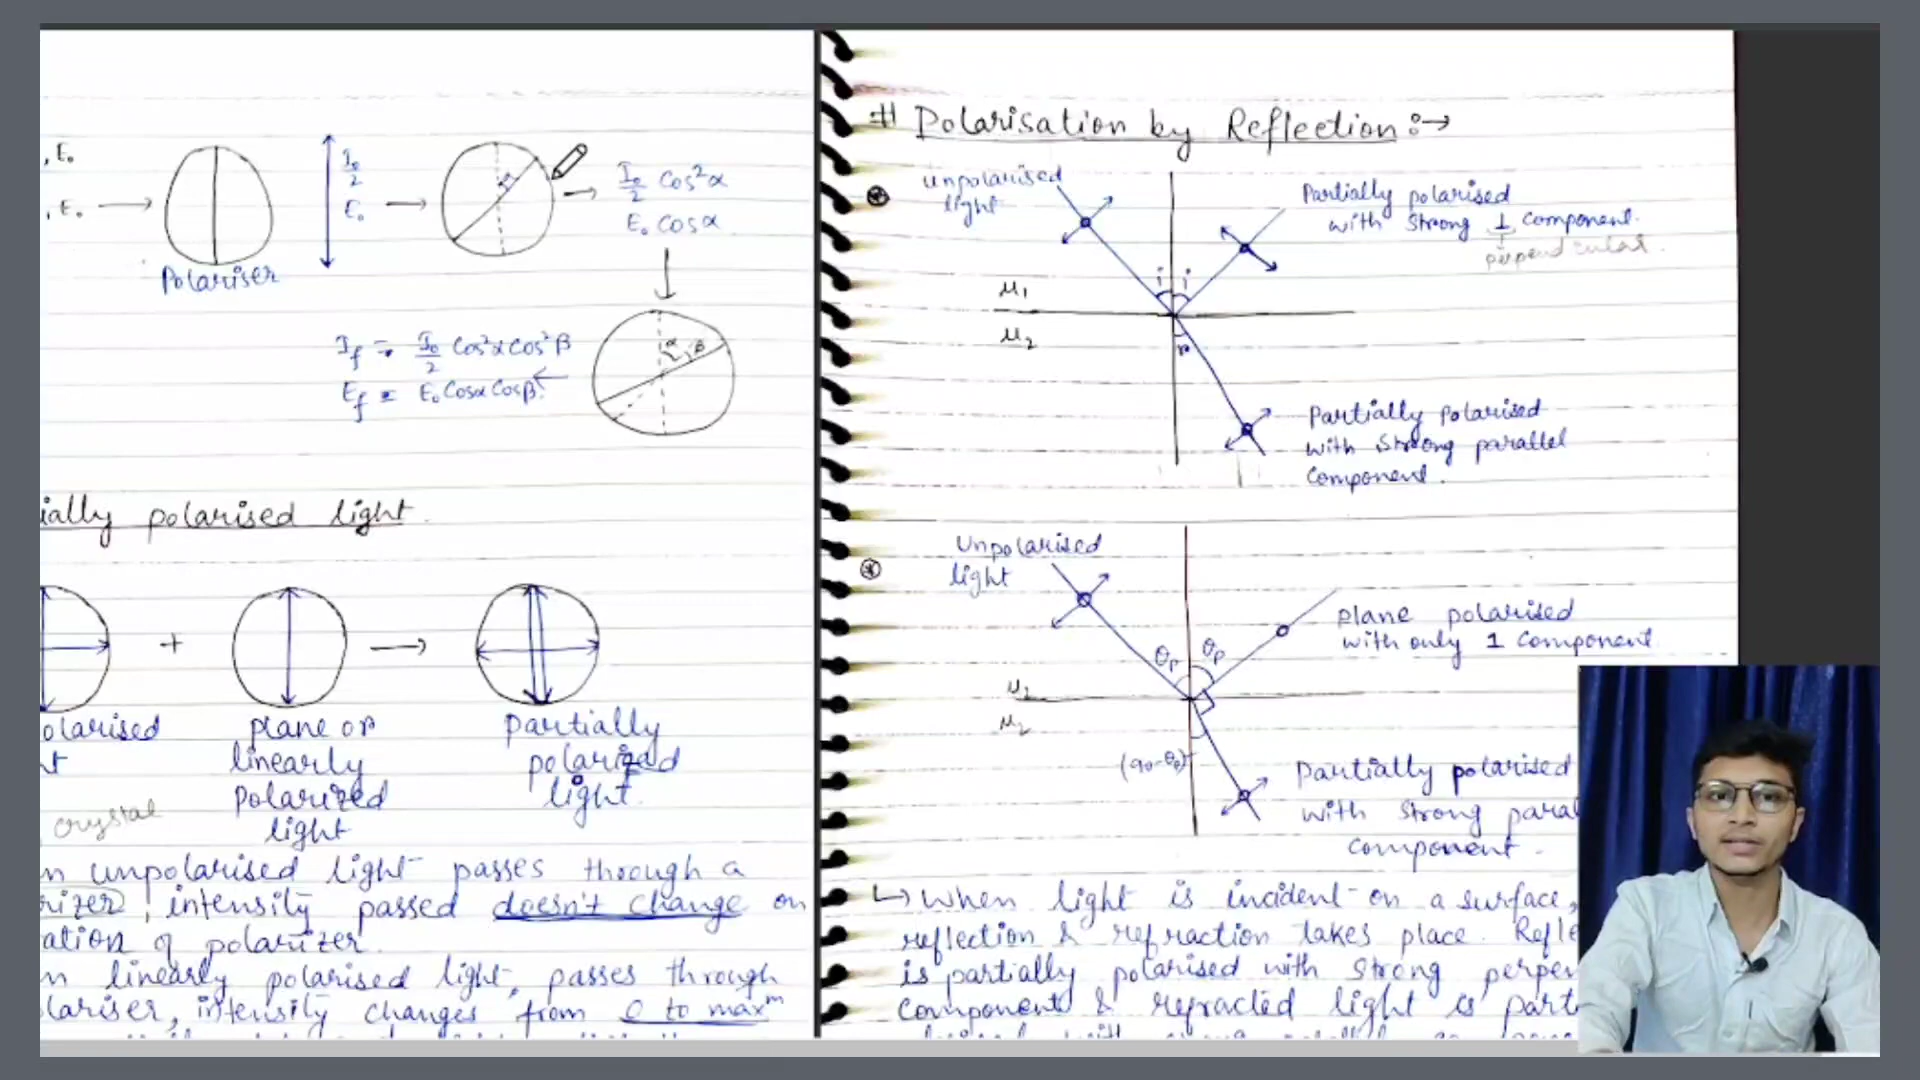 , E₀
, E₀
Polariser
I₀/2
E₀
I₀/2 Cos²α
E₀ Cosα
α β
I_f = I₀/2 Cos²α Cos²β
E_f = E₀ Cosα Cosβ
ially polarised light
+
olarised
t
plane or
linearly
Polarized
light
partially
polarized
light.
crystal
n unpolarised light passes through a
rizer, intensity passed doesn't change on
ation of polarizer.
n linearly polarised light, passes through
lariser, intensity changes from 0 to maxᵐ
# Polarisation by Reflection :→
unpolarised
light
Partially polarised
with strong ⊥ component.
perpendicular
i i
μ₁
μ₂
r
Partially polarised
with strong parallel
component.
Unpolarised
light
plane polarised
with only ⊥ component
θp θp
μ₁
μ₂
(90-θp)
Partially polarised
with strong paral
component.
↳ When light is incident on a surface,
reflection & refraction takes place. Refle
is partially polarised with strong perpen
component & refracted light is part